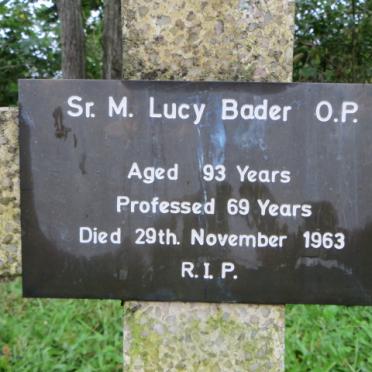 Sr. M. Lucy Bader O.P.
Aged 93 Years
Professed 69 Years
Died 29th. November 1963
R.I.P.